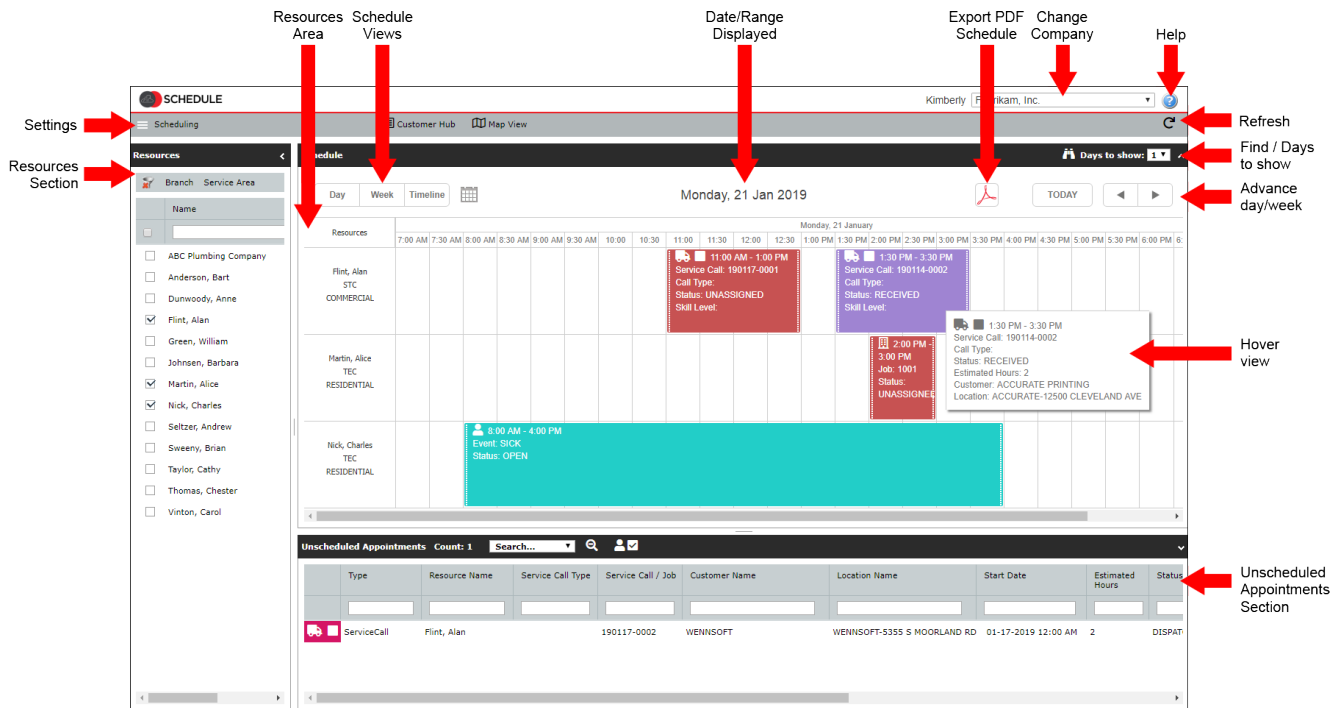 Resources Area
Schedule Views
Date/Range Displayed
Export PDF Schedule
Change Company
Help
SCHEDULE
Kimberly
Fabrikam, Inc.
Settings
Scheduling
Customer Hub
Map View
Refresh
Resources
Schedule
Days to show: 1
Find / Days to show
Resources Section
Branch Service Area
Day Week Timeline
Monday, 21 Jan 2019
TODAY
Advance day/week
Name
Resources
Monday, 21 January
7:00 AM 7:30 AM 8:00 AM 8:30 AM 9:00 AM 9:30 AM 10:00 10:30 11:00 11:30 12:00 12:30 1:00 PM 1:30 PM 2:00 PM 2:30 PM 3:00 PM 3:30 PM 4:00 PM 4:30 PM 5:00 PM 5:30 PM 6:00 PM 6:
ABC Plumbing Company
Anderson, Bart
Dunwoody, Anne
Flint, Alan
Green, William
Johnsen, Barbara
Martin, Alice
Nick, Charles
Seltzer, Andrew
Sweeny, Brian
Taylor, Cathy
Thomas, Chester
Vinton, Carol
Flint, Alan
STC
COMMERCIAL
11:00 AM - 1:00 PM
Service Call: 190117-0001
Call Type:
Status: UNASSIGNED
Skill Level:
1:30 PM - 3:30 PM
Service Call: 190114-0002
Call Type:
Status: RECEIVED
Skill Level:
1:30 PM - 3:30 PM
Service Call: 190114-0002
Call Type:
Status: RECEIVED
Estimated Hours: 2
Customer: ACCURATE PRINTING
Location: ACCURATE-12500 CLEVELAND AVE
Hover view
Martin, Alice
TEC
RESIDENTIAL
2:00 PM -
3:00 PM
Job: 1001
Status:
UNASSIGNED
Nick, Charles
TEC
RESIDENTIAL
8:00 AM - 4:00 PM
Event: SICK
Status: OPEN
Unscheduled Appointments Count: 1 Search...
Type
Resource Name
Service Call Type
Service Call / Job
Customer Name
Location Name
Start Date
Estimated Hours
Status
Unscheduled Appointments Section
ServiceCall Flint, Alan 190117-0002 WENNSOFT WENNSOFT-5355 S MOORLAND RD 01-17-2019 12:00 AM 2 DISPAT